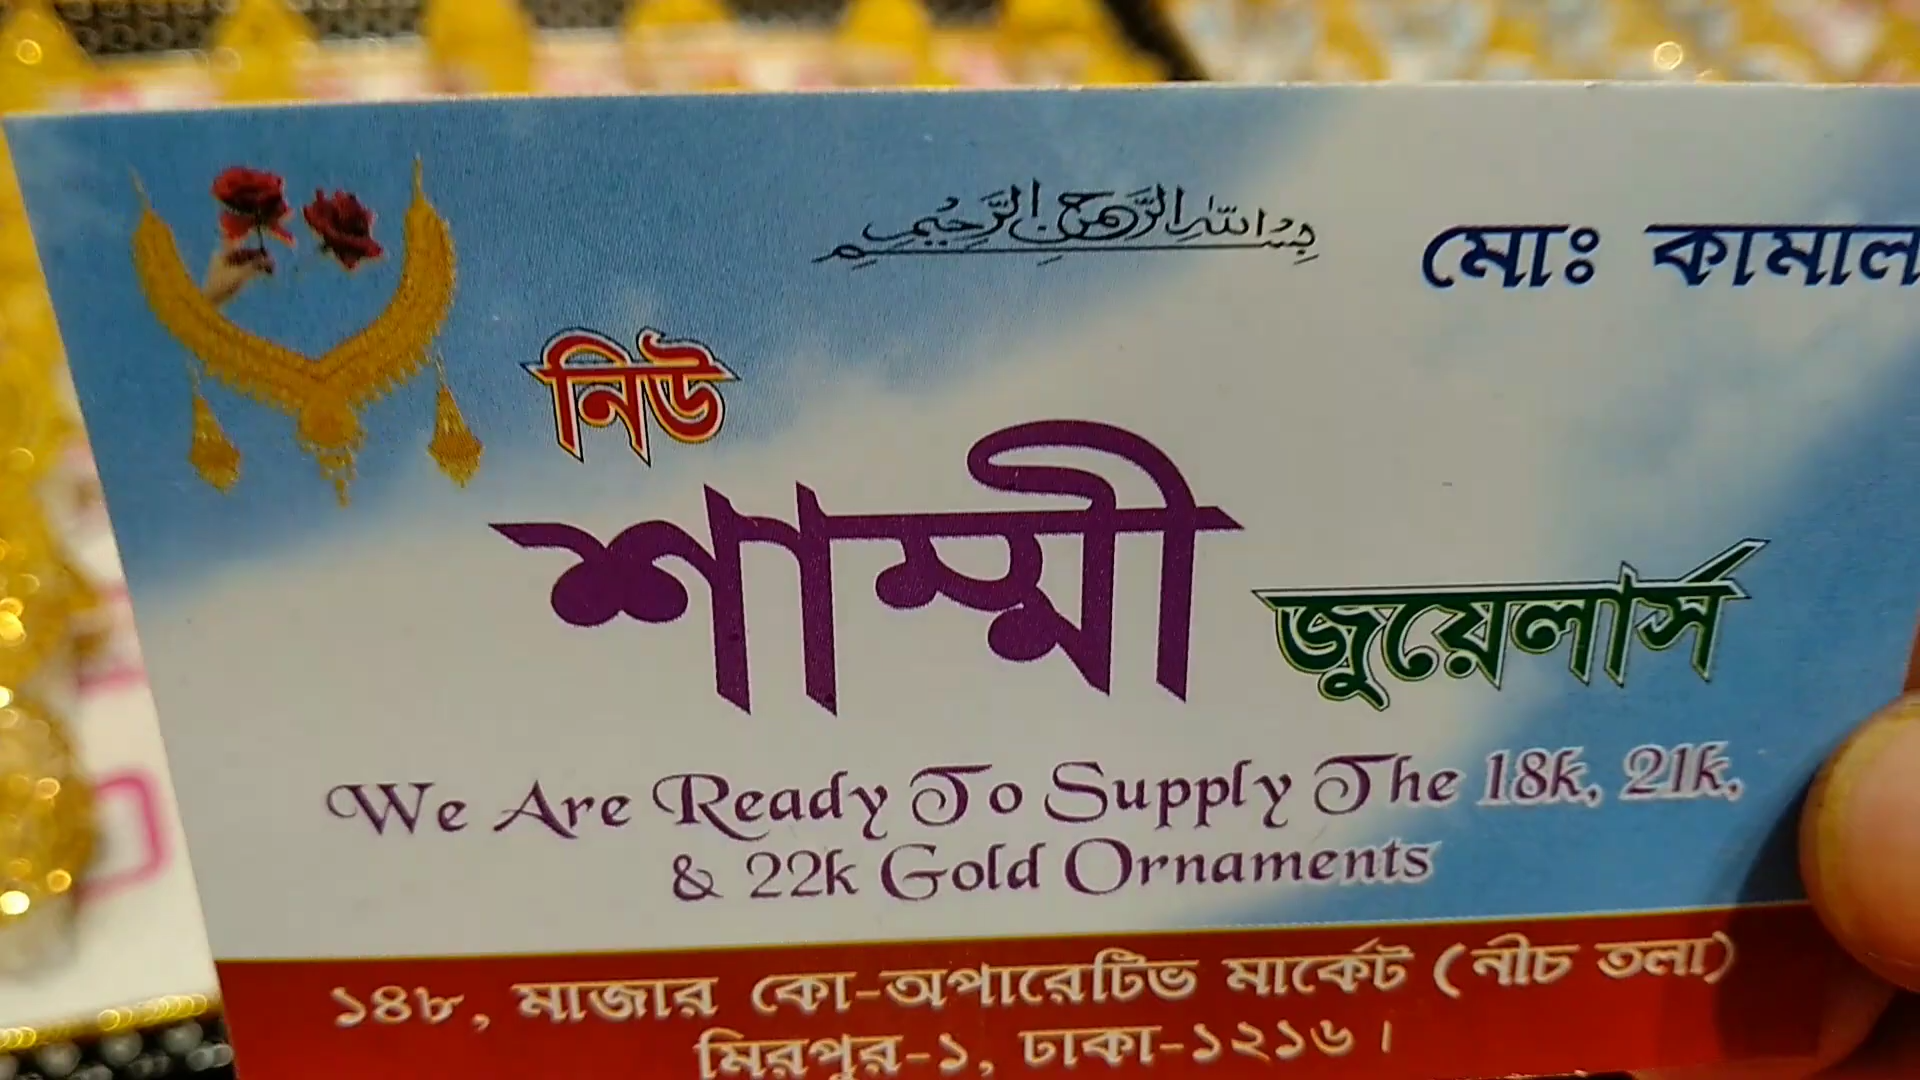 بسم الله الرحمن الرحيم
মোঃ কামাল
নিউ
শাম্মী
জুয়েলার্স
We Are Ready To Supply The 18k, 21k,
& 22k Gold Ornaments
১৪৮, মাজার কো-অপারেটিভ মার্কেট (নীচ তলা)
মিরপুর-১, ঢাকা-১২১৬।